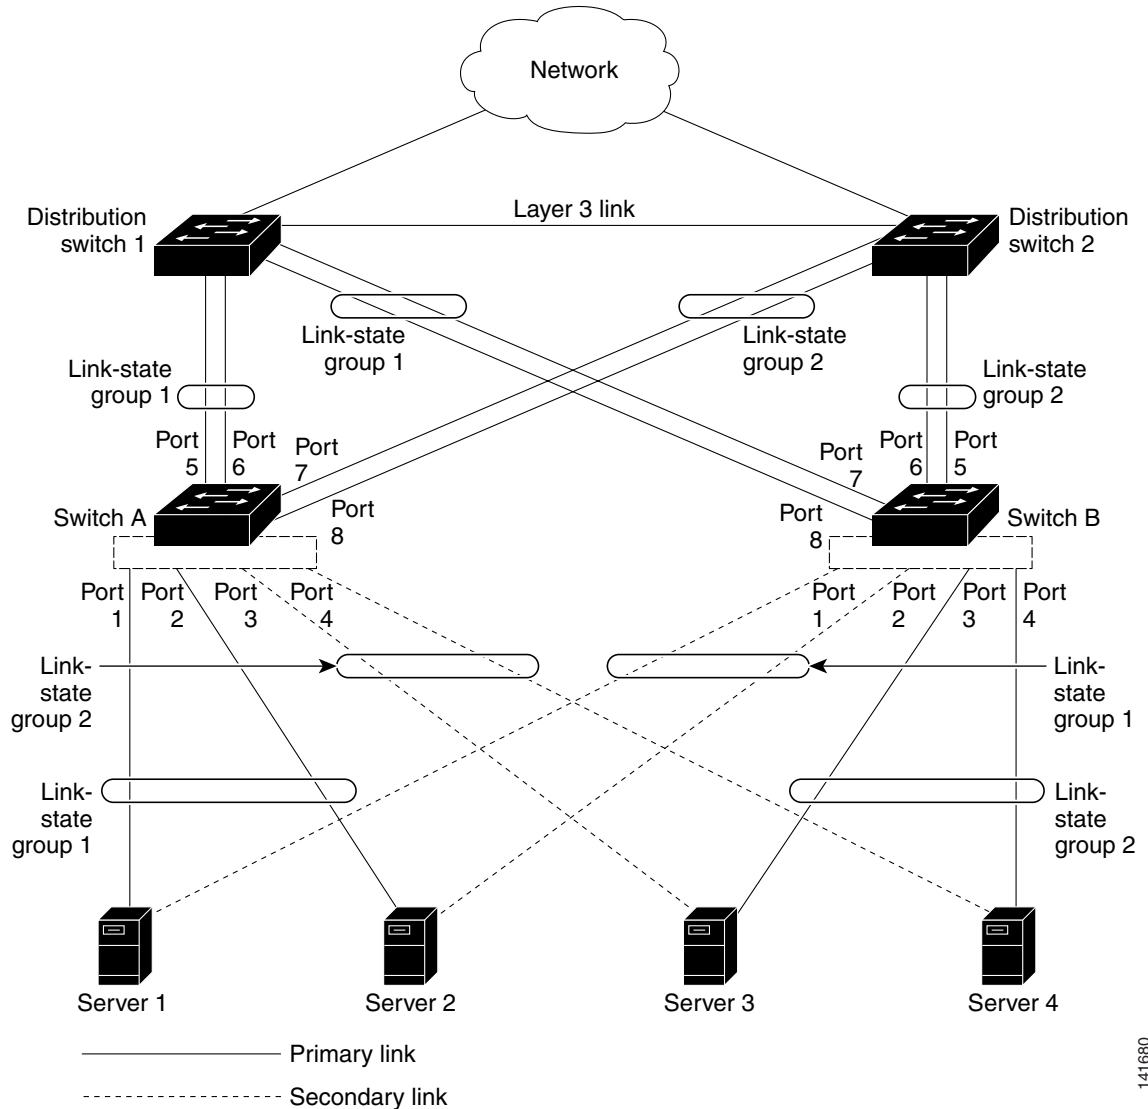 Network
Layer 3 link
Distribution
switch 1
Distribution
switch 2
Link-state
group 1
Link-state
group 2
Link-state
group 1
Link-state
group 2
Port
5
Port
6
Port
7
Port
8
Port
7
Port
6
Port
5
Port
8
Switch A
Switch B
Port
1
Port
2
Port
3
Port
4
Port
1
Port
2
Port
3
Port
4
Link-
state
group 2
Link-
state
group 1
Link-
state
group 1
Link-
state
group 2
Server 1
Server 2
Server 3
Server 4
Primary link
Secondary link
141680